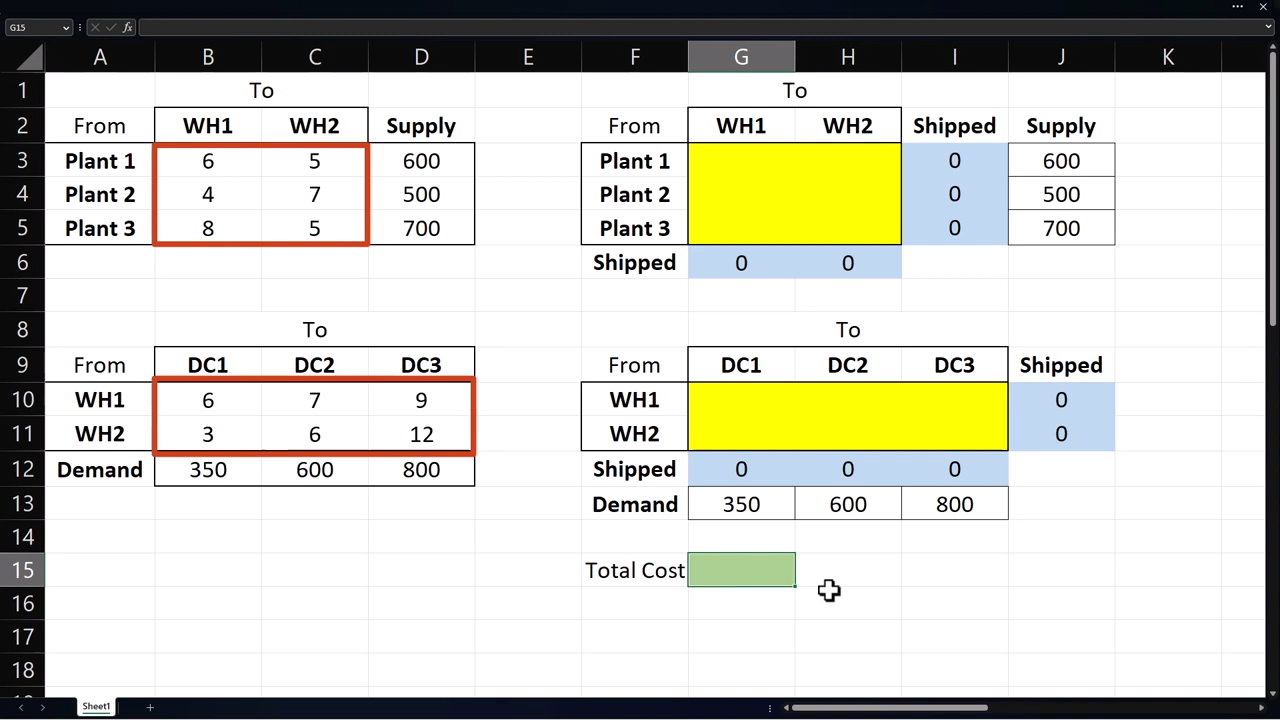 G15 fx
A B C D E F G H I J K
1 To To
2 From WH1 WH2 Supply From WH1 WH2 Shipped Supply
3 Plant 1 6 5 600 Plant 1 0 600
4 Plant 2 4 7 500 Plant 2 0 500
5 Plant 3 8 5 700 Plant 3 0 700
6 Shipped 0 0
7
8 To To
9 From DC1 DC2 DC3 From DC1 DC2 DC3 Shipped
10 WH1 6 7 9 WH1 0
11 WH2 3 6 12 WH2 0
12 Demand 350 600 800 Shipped 0 0 0
13 Demand 350 600 800
14
15 Total Cost
16
17
18
Sheet1